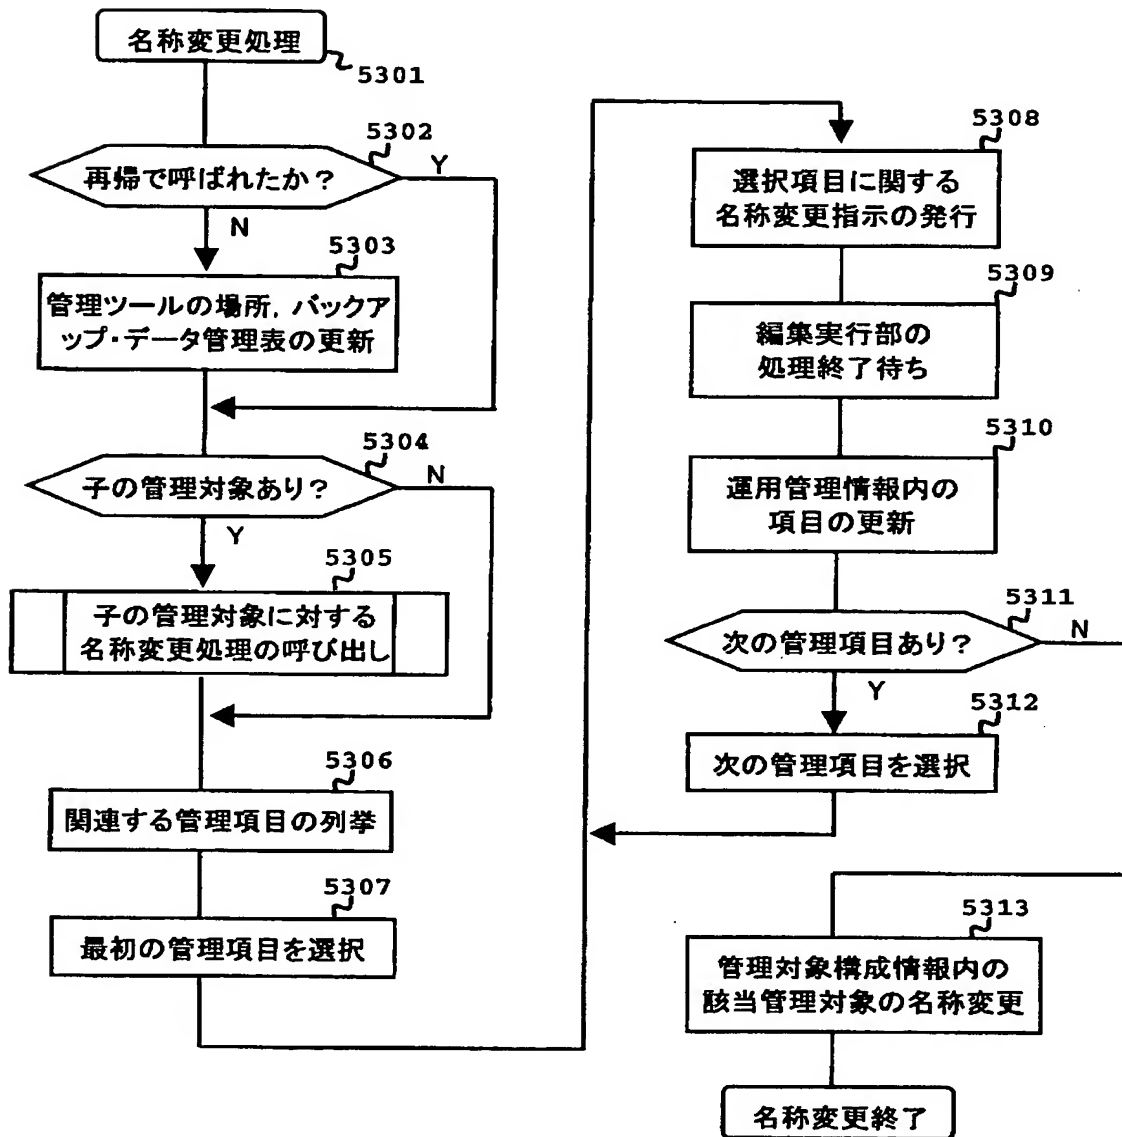 名称変更処理
5301
5302
再帰で呼ばれたか？
Y
N
5303
管理ツールの場所，バックア
ップ・データ管理表の更新
5304
子の管理対象あり？
N
Y
5305
子の管理対象に対する
名称変更処理の呼び出し
5306
関連する管理項目の列挙
5307
最初の管理項目を選択
5308
選択項目に関する
名称変更指示の発行
5309
編集実行部の
処理終了待ち
5310
運用管理情報内の
項目の更新
5311
次の管理項目あり？
N
Y
5312
次の管理項目を選択
5313
管理対象構成情報内の
該当管理対象の名称変更
名称変更終了